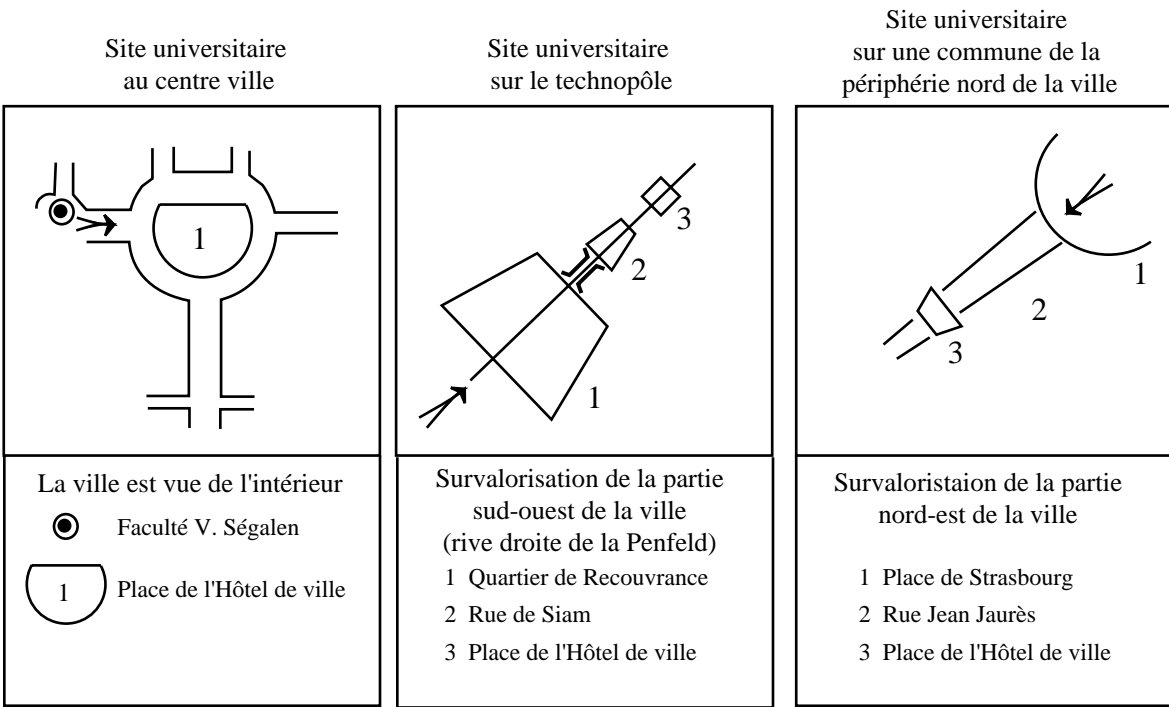 Site universitaire
au centre ville
1
La ville est vue de l'intérieur
Faculté V. Ségalen
1 Place de l'Hôtel de ville
Site universitaire
sur le technopôle
3
2
1
Survalorisation de la partie
sud-ouest de la ville
(rive droite de la Penfeld)
1 Quartier de Recouvrance
2 Rue de Siam
3 Place de l'Hôtel de ville
Site universitaire
sur une commune de la
périphérie nord de la ville
1
2
3
Survaloristaion de la partie
nord-est de la ville
1 Place de Strasbourg
2 Rue Jean Jaurès
3 Place de l'Hôtel de ville